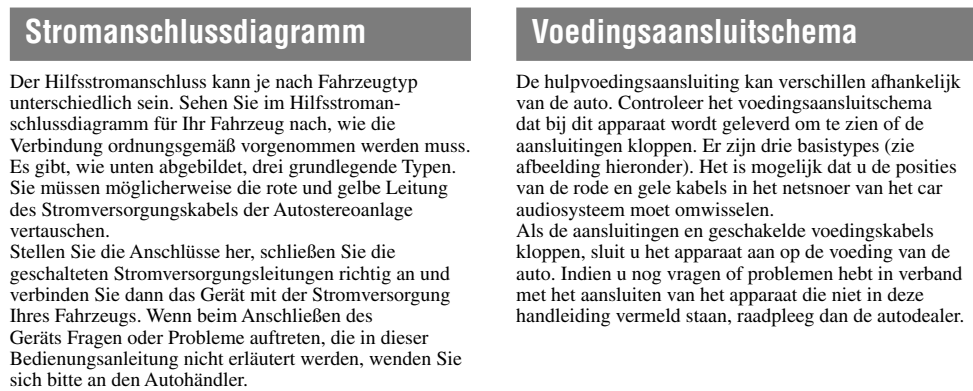 Stromanschlussdiagramm
Der Hilfsstromanschluss kann je nach Fahrzeugtyp
unterschiedlich sein. Sehen Sie im Hilfsstroman-
schlussdiagramm für Ihr Fahrzeug nach, wie die
Verbindung ordnungsgemäß vorgenommen werden muss.
Es gibt, wie unten abgebildet, drei grundlegende Typen.
Sie müssen möglicherweise die rote und gelbe Leitung
des Stromversorgungskabels der Autostereoanlage
vertauschen.
Stellen Sie die Anschlüsse her, schließen Sie die
geschalteten Stromversorgungsleitungen richtig an und
verbinden Sie dann das Gerät mit der Stromversorgung
Ihres Fahrzeugs. Wenn beim Anschließen des
Geräts Fragen oder Probleme auftreten, die in dieser
Bedienungsanleitung nicht erläutert werden, wenden Sie
sich bitte an den Autohändler.
Voedingsaansluitschema
De hulpvoedingsaansluiting kan verschillen afhankelijk
van de auto. Controleer het voedingsaansluitschema
dat bij dit apparaat wordt geleverd om te zien of de
aansluitingen kloppen. Er zijn drie basistypes (zie
afbeelding hieronder). Het is mogelijk dat u de posities
van de rode en gele kabels in het netsnoer van het car
audiosysteem moet omwisselen.
Als de aansluitingen en geschakelde voedingskabels
kloppen, sluit u het apparaat aan op de voeding van de
auto. Indien u nog vragen of problemen hebt in verband
met het aansluiten van het apparaat die niet in deze
handleiding vermeld staan, raadpleeg dan de autodealer.